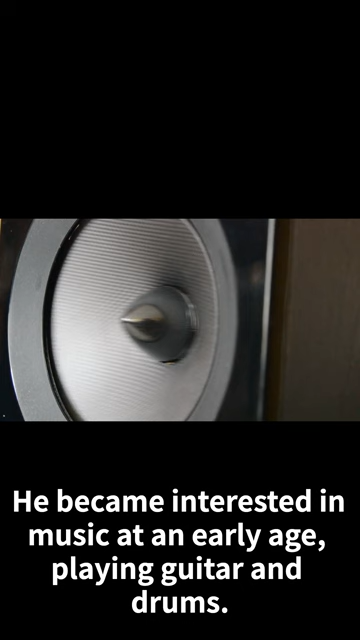 He became interested in
music at an early age,
playing guitar and
drums.